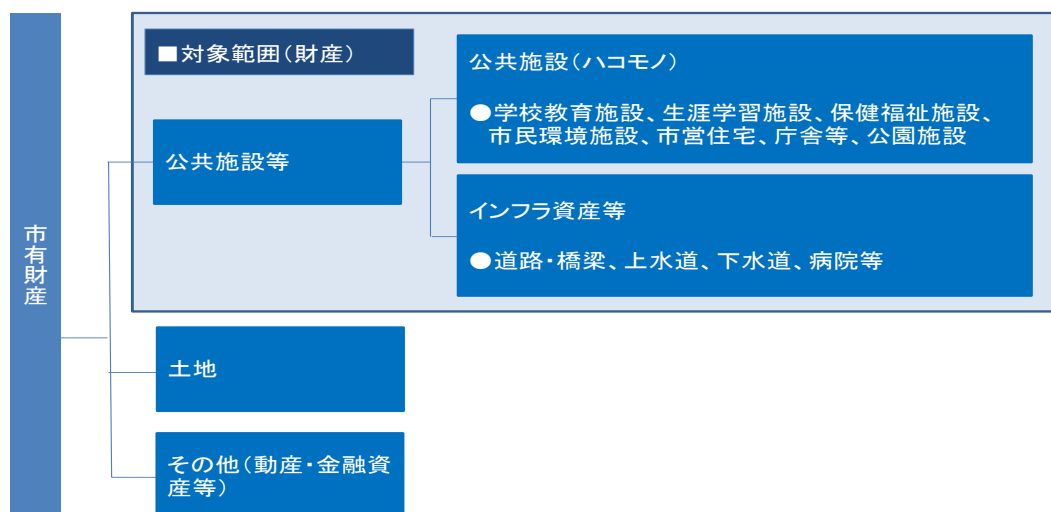 市有財産
■対象範囲(財産)
公共施設等
公共施設(ハコモノ)
●学校教育施設、生涯学習施設、保健福祉施設、
市民環境施設、市営住宅、庁舎等、公園施設
インフラ資産等
●道路・橋梁、上水道、下水道、病院等
土地
その他(動産・金融資
産等)